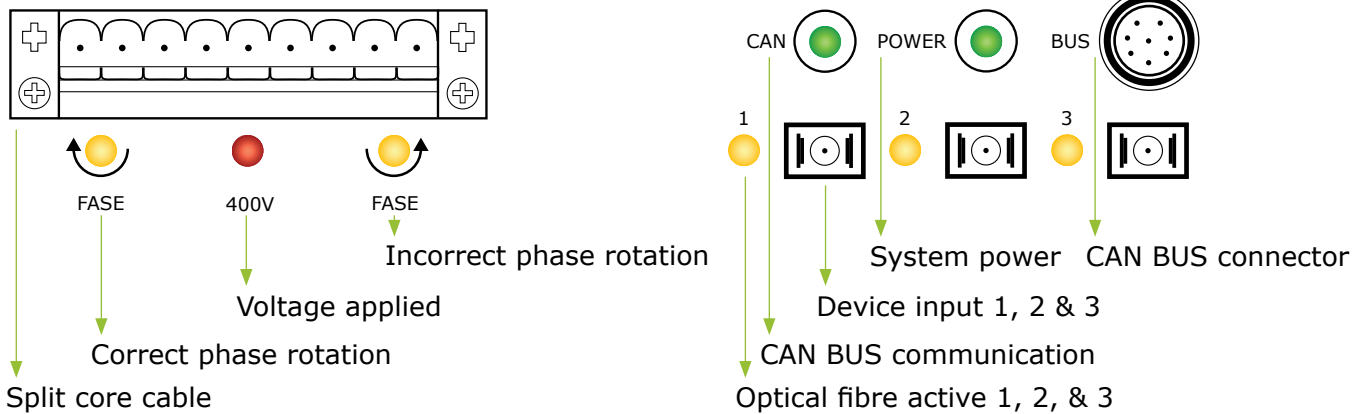 CAN
POWER
BUS
1
2
3
FASE
400V
FASE
Incorrect phase rotation
System power
CAN BUS connector
Voltage applied
Device input 1, 2 & 3
Correct phase rotation
CAN BUS communication
Split core cable
Optical fibre active 1, 2, & 3